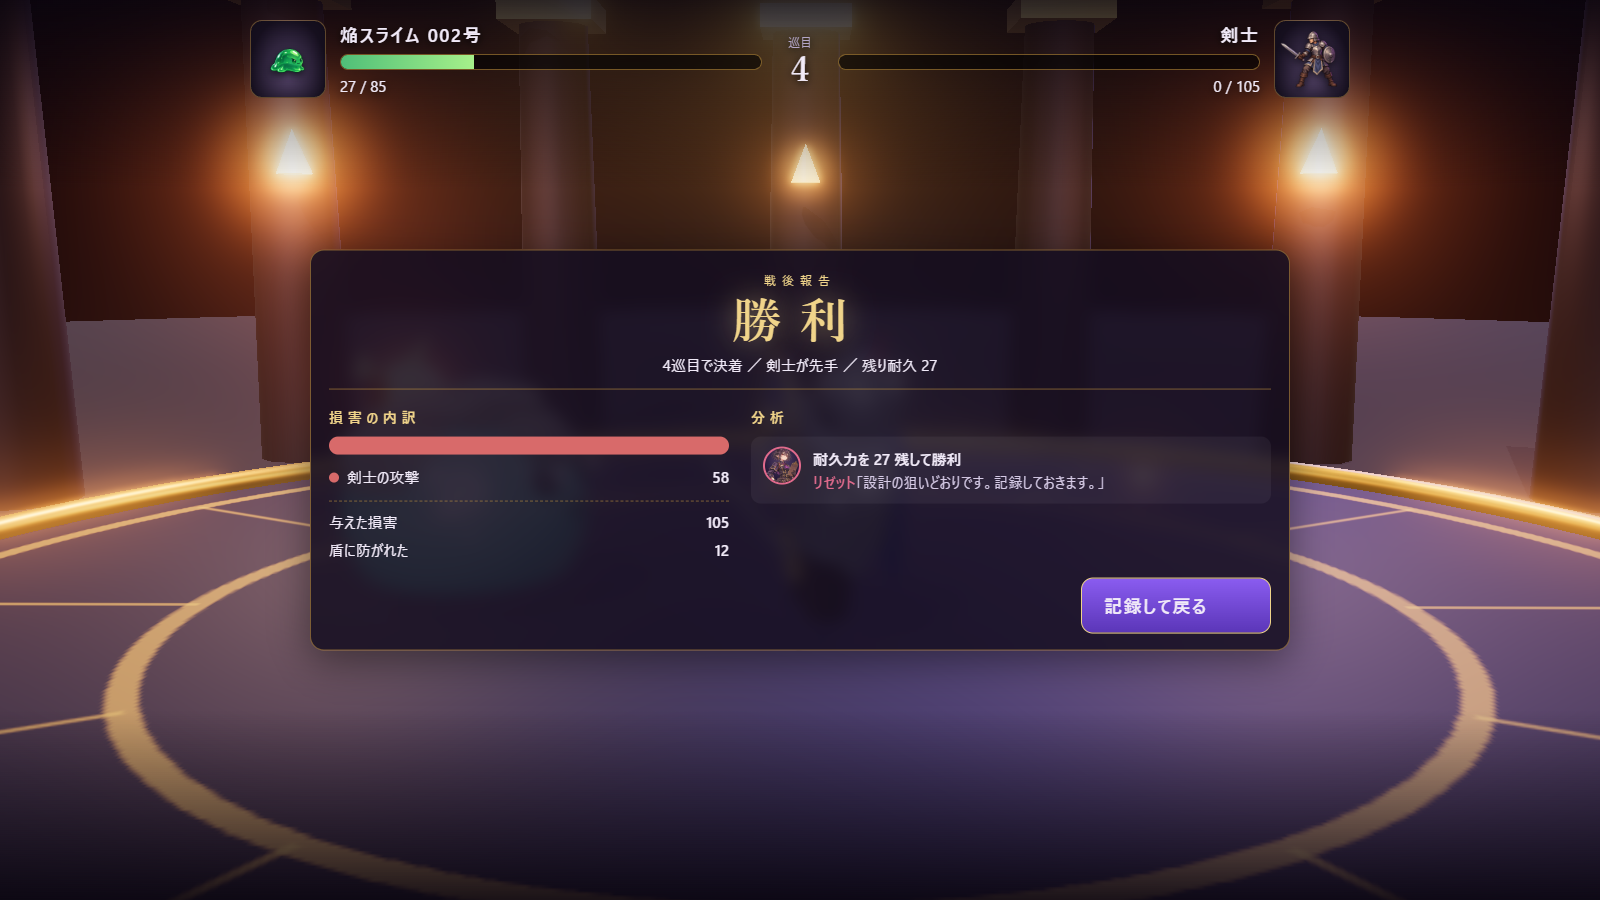 焔スライム 002号
27 / 85
巡目
4
剣士
0 / 105
戦後報告
勝利
4巡目で決着 ／ 剣士が先手 ／ 残り耐久 27
損害の内訳
剣士の攻撃 58
与えた損害 105
盾に防がれた 12
分析
耐久力を 27 残して勝利
リゼット「設計の狙いどおりです。記録しておきます。」
記録して戻る